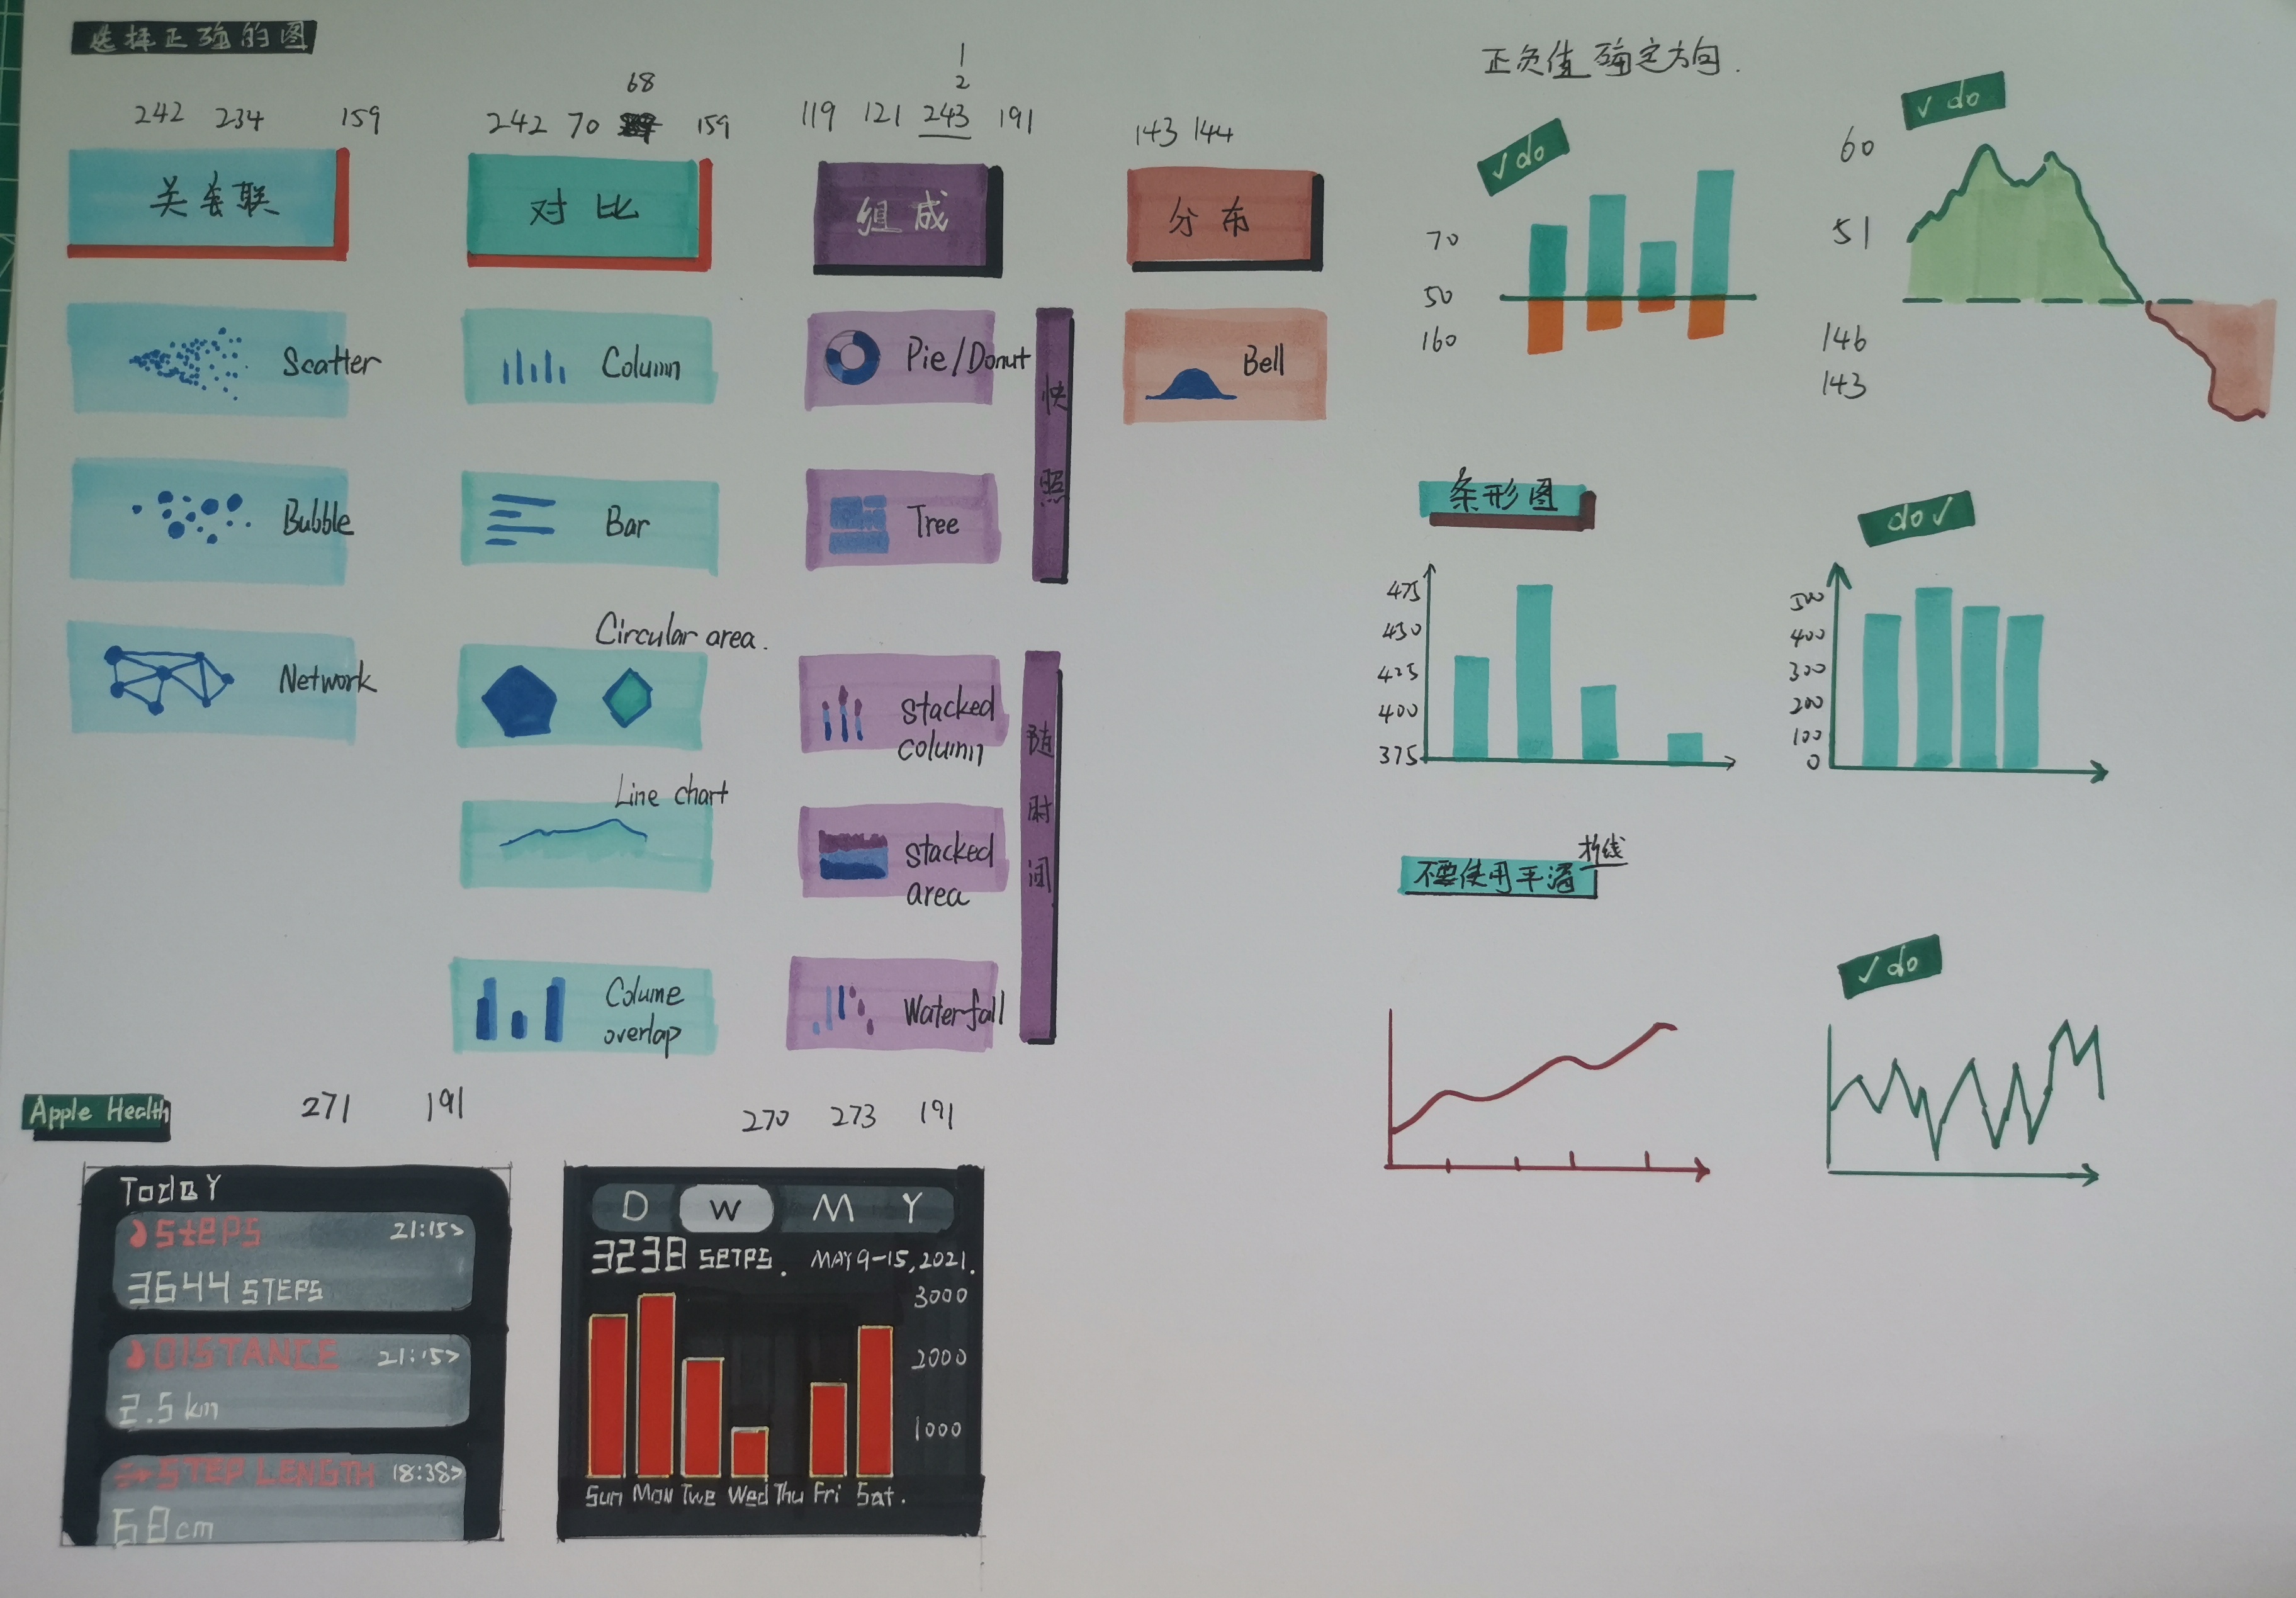 选择正确的图
242 234 159
关联
Scatter
Bubble
Network
68
242 70 159
对比
Column
Bar
Circular area.
Line chart
Colume
overlap
1
2
119 121 243 191
组成
Pie/Donut
Tree
快照
stacked
column
stacked
area
Waterfall
随时间
143 144
分布
Bell
正负值确定方向.
✓ do
70
50
160
✓ do
60
51
146
143
条形图
475
450
425
400
375
do ✓
500
400
300
200
100
0
折线
不要使用平滑
✓ do
Apple Health
271 191
Today
STEPS 21:15>
3644 STEPS
DISTANCE 21:15>
2.5 km
STEP LENGTH 18:38>
68 cm
270 273 191
D W M Y
3238 SETPS. MAY 9-15, 2021.
3000
2000
1000
Sun Mon Tue Wed Thu Fri Sat.